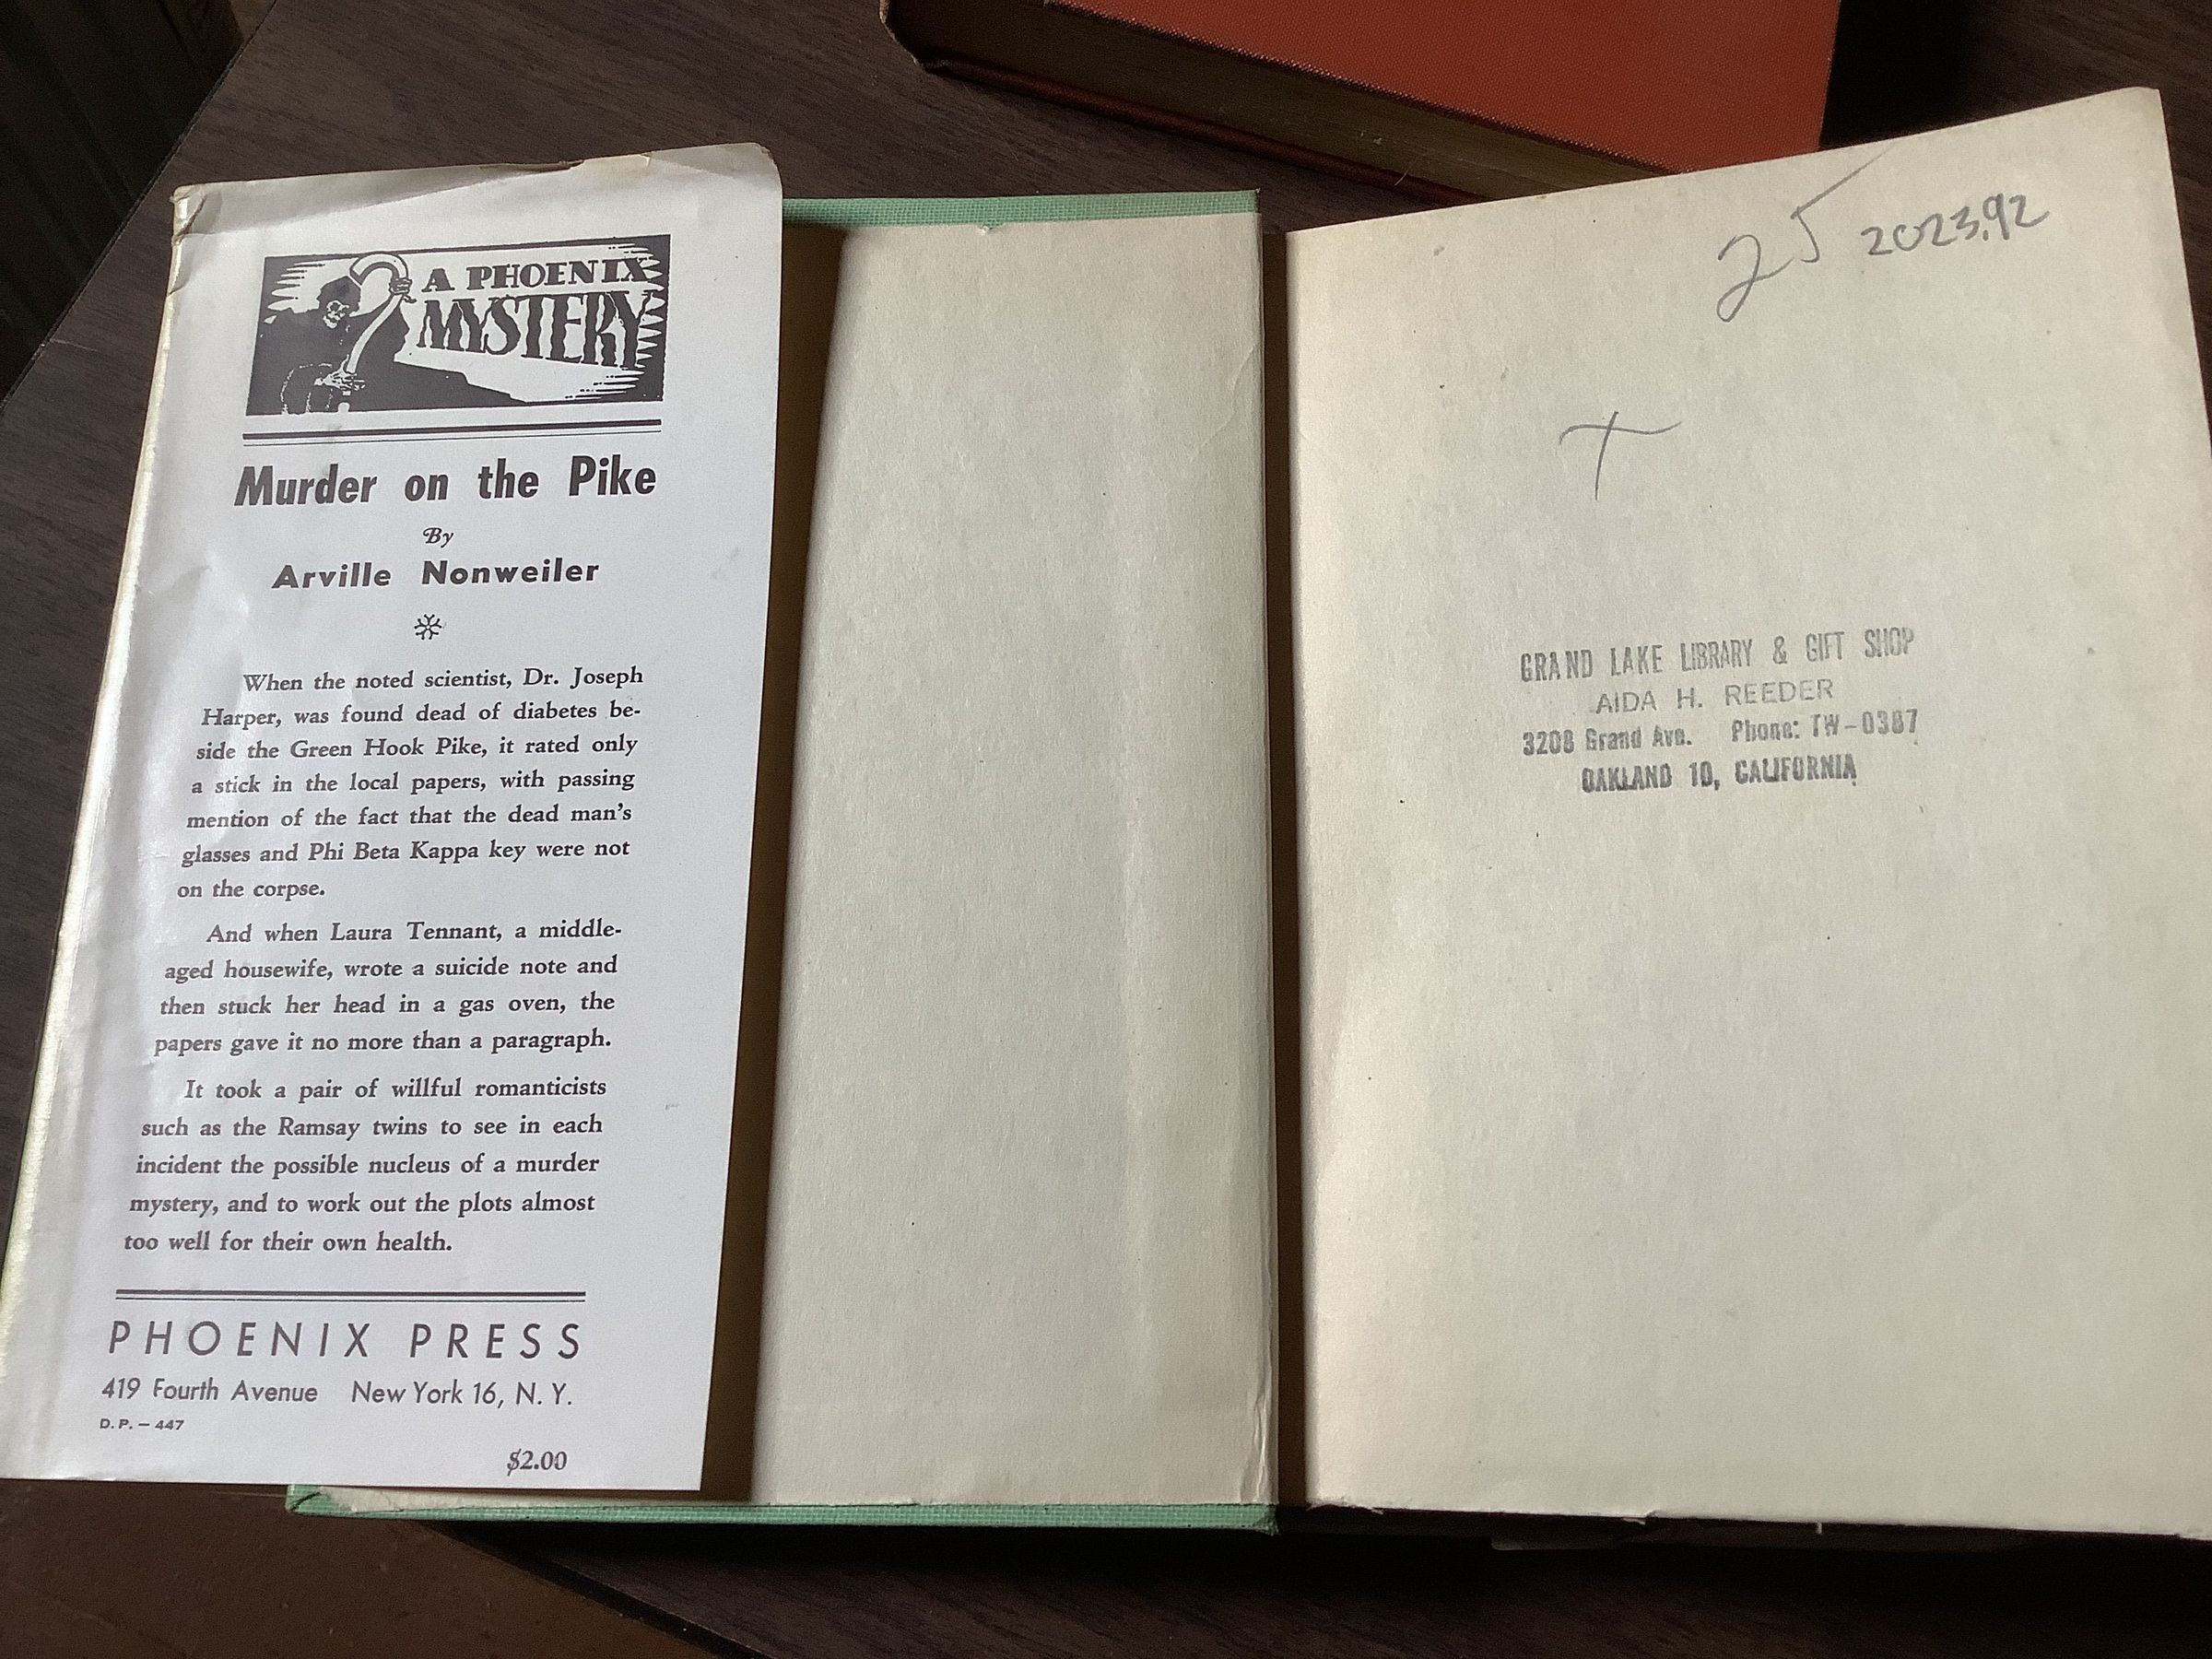 A PHOENIX
MYSTERY
Murder on the Pike
By
Arville Nonweiler
When the noted scientist, Dr. Joseph
Harper, was found dead of diabetes be-
side the Green Hook Pike, it rated only
a stick in the local papers, with passing
mention of the fact that the dead man's
glasses and Phi Beta Kappa key were not
on the corpse.
And when Laura Tennant, a middle-
aged housewife, wrote a suicide note and
then stuck her head in a gas oven, the
papers gave it no more than a paragraph.
It took a pair of willful romanticists
such as the Ramsay twins to see in each
incident the possible nucleus of a murder
mystery, and to work out the plots almost
too well for their own health.
PHOENIX PRESS
419 Fourth Avenue New York 16, N. Y.
D. P. — 447
$2.00
25 2023.92
GRAND LAKE LIBRARY & GIFT SHOP
AIDA H. REEDER
3208 Grand Ave. Phone: TW-0387
OAKLAND 10, CALIFORNIA